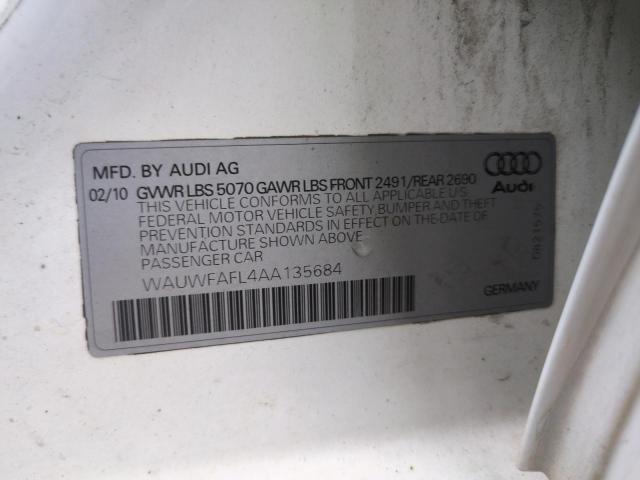 MFD. BY AUDI AG
02/10 GVWR LBS 5070 GAWR LBS FRONT 2491/REAR 2690
THIS VEHICLE CONFORMS TO ALL APPLICABLE US
FEDERAL MOTOR VEHICLE SAFETY, BUMPER AND THEFT
PREVENTION STANDARDS IN EFFECT ON THE DATE OF
MANUFACTURE SHOWN ABOVE.
PASSENGER CAR
WAUWFAFL4AA135684
Audi
GERMANY